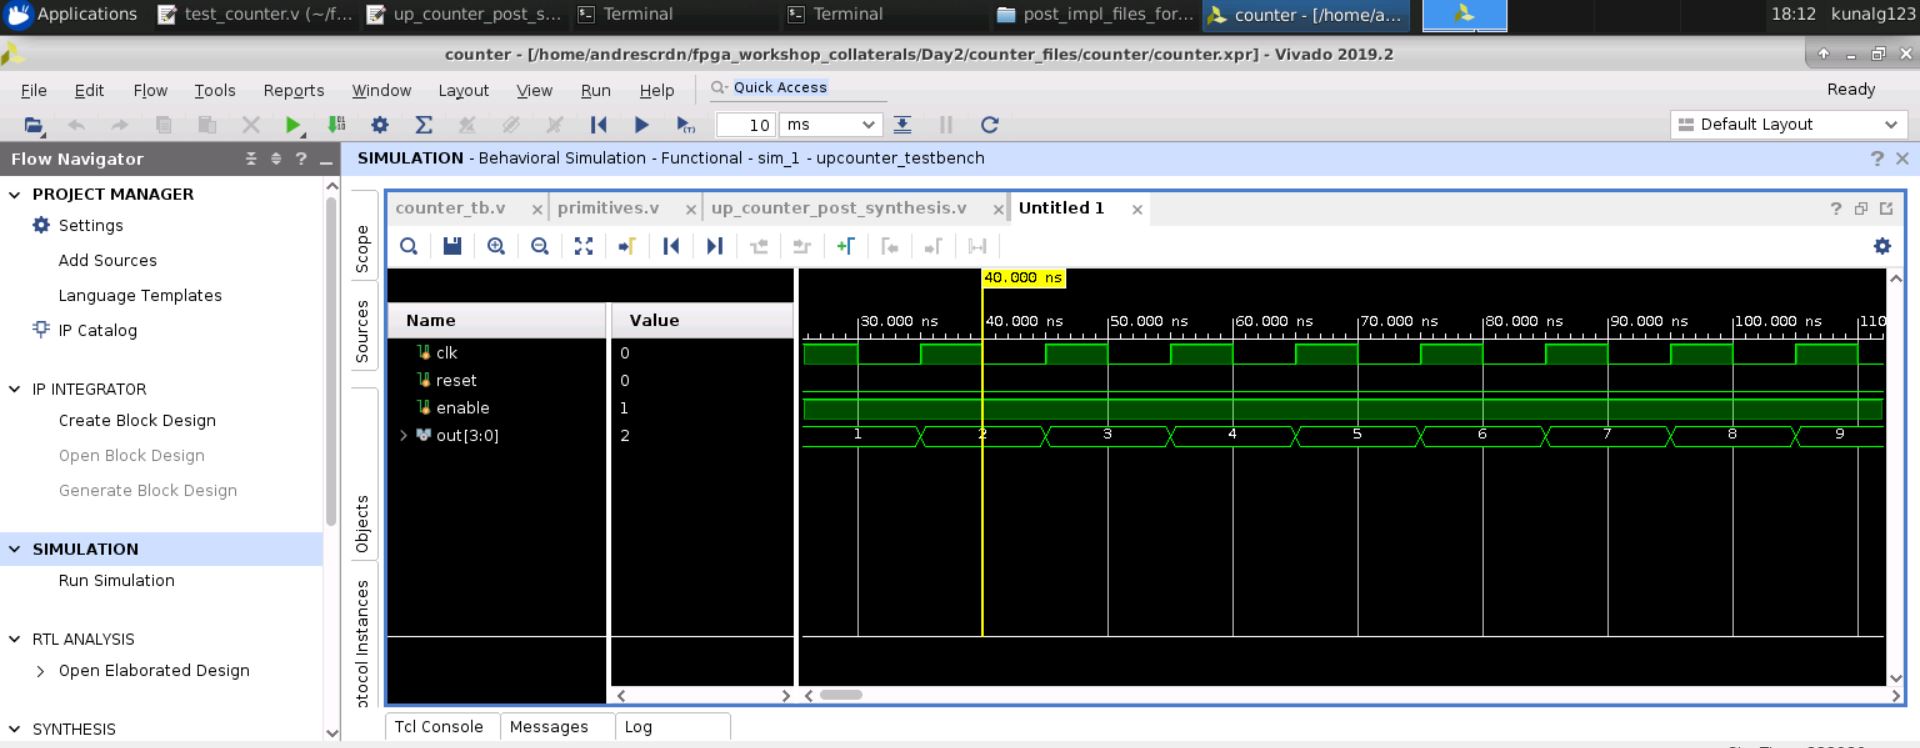 Applications test_counter.v (~/f... up_counter_post_s... Terminal Terminal post_impl_files_for... counter - [/home/a... 18:12 kunalg123
counter - [/home/andrescrdn/fpga_workshop_collaterals/Day2/counter_files/counter/counter.xpr] - Vivado 2019.2
File Edit Flow Tools Reports Window Layout View Run Help Quick Access Ready
10 ms Default Layout
Flow Navigator
SIMULATION - Behavioral Simulation - Functional - sim_1 - upcounter_testbench
PROJECT MANAGER
Settings
Add Sources
Language Templates
IP Catalog
IP INTEGRATOR
Create Block Design
Open Block Design
Generate Block Design
SIMULATION
Run Simulation
RTL ANALYSIS
Open Elaborated Design
SYNTHESIS
Scope
Sources
Objects
otocol Instances
counter_tb.v primitives.v up_counter_post_synthesis.v Untitled 1
40.000 ns
Name Value
30.000 ns 40.000 ns 50.000 ns 60.000 ns 70.000 ns 80.000 ns 90.000 ns 100.000 ns 110
clk 0
reset 0
enable 1
out[3:0] 2 1 2 3 4 5 6 7 8 9
Tcl Console Messages Log